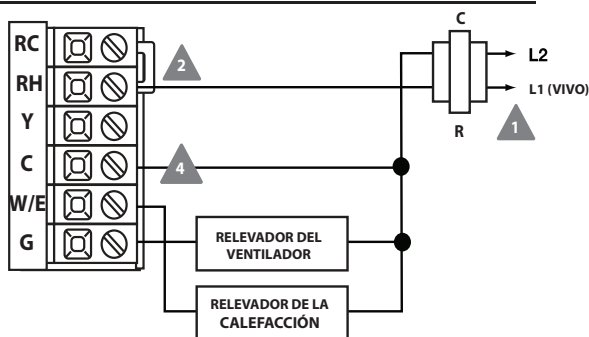 RC
RH
Y
C
W/E
G
2
4
C
R
L2
L1 (VIVO)
1
RELEVADOR DEL
VENTILADOR
RELEVADOR DE LA
CALEFACCIÓN